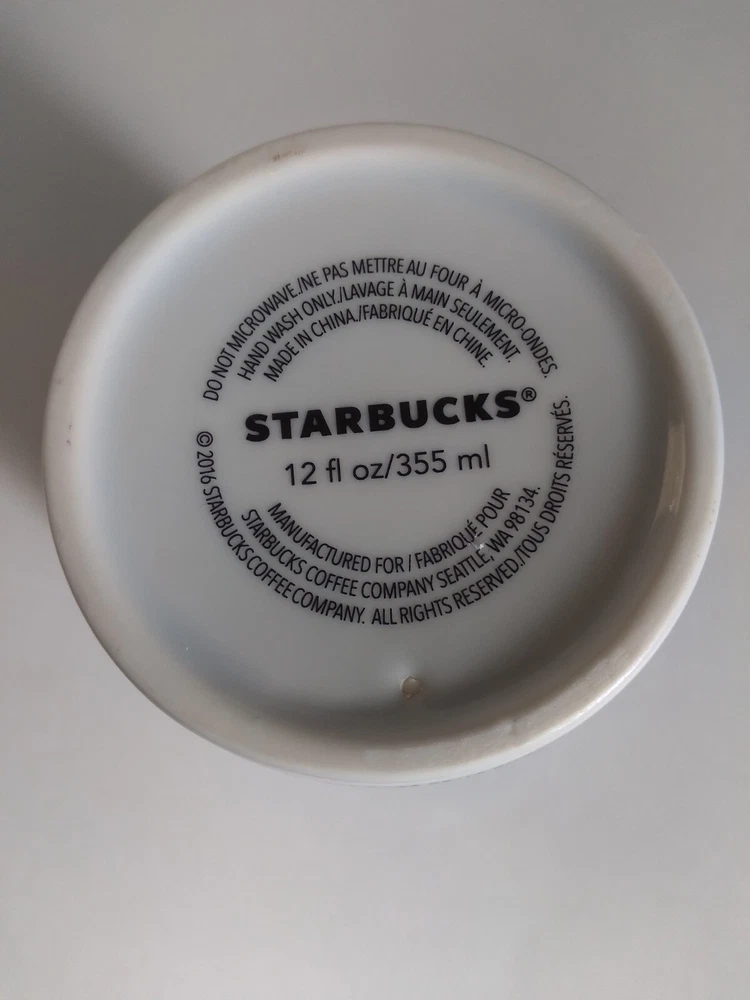 DO NOT MICROWAVE./NE PAS METTRE AU FOUR À MICRO-ONDES.
HAND WASH ONLY./LAVAGE À MAIN SEULEMENT.
MADE IN CHINA./FABRIQUÉ EN CHINE.
STARBUCKS®
12 fl oz/355 ml
MANUFACTURED FOR / FABRIQUÉ POUR
STARBUCKS COFFEE COMPANY SEATTLE, WA 98134.
© 2016 STARBUCKS COFFEE COMPANY. ALL RIGHTS RESERVED./TOUS DROITS RÉSERVÉS.